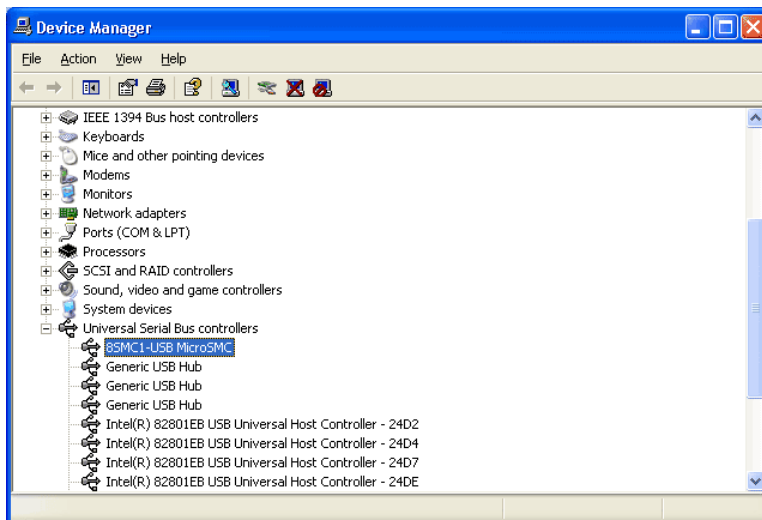 Device Manager
File Action View Help
IEEE 1394 Bus host controllers
Keyboards
Mice and other pointing devices
Modems
Monitors
Network adapters
Ports (COM & LPT)
Processors
SCSI and RAID controllers
Sound, video and game controllers
System devices
Universal Serial Bus controllers
8SMC1-USB MicroSMC
Generic USB Hub
Generic USB Hub
Generic USB Hub
Intel(R) 82801EB USB Universal Host Controller - 24D2
Intel(R) 82801EB USB Universal Host Controller - 24D4
Intel(R) 82801EB USB Universal Host Controller - 24D7
Intel(R) 82801EB USB Universal Host Controller - 24DE